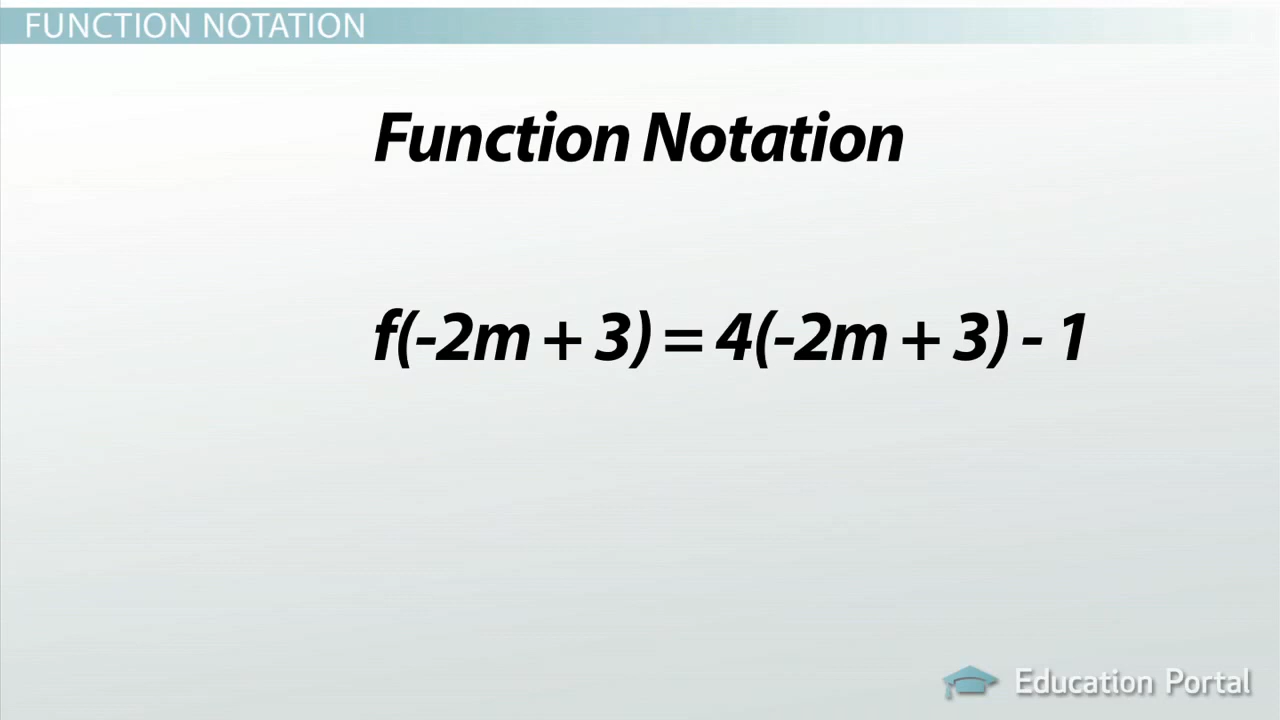 FUNCTION NOTATION
Function Notation
f(-2m + 3) = 4(-2m + 3) - 1
Education Portal